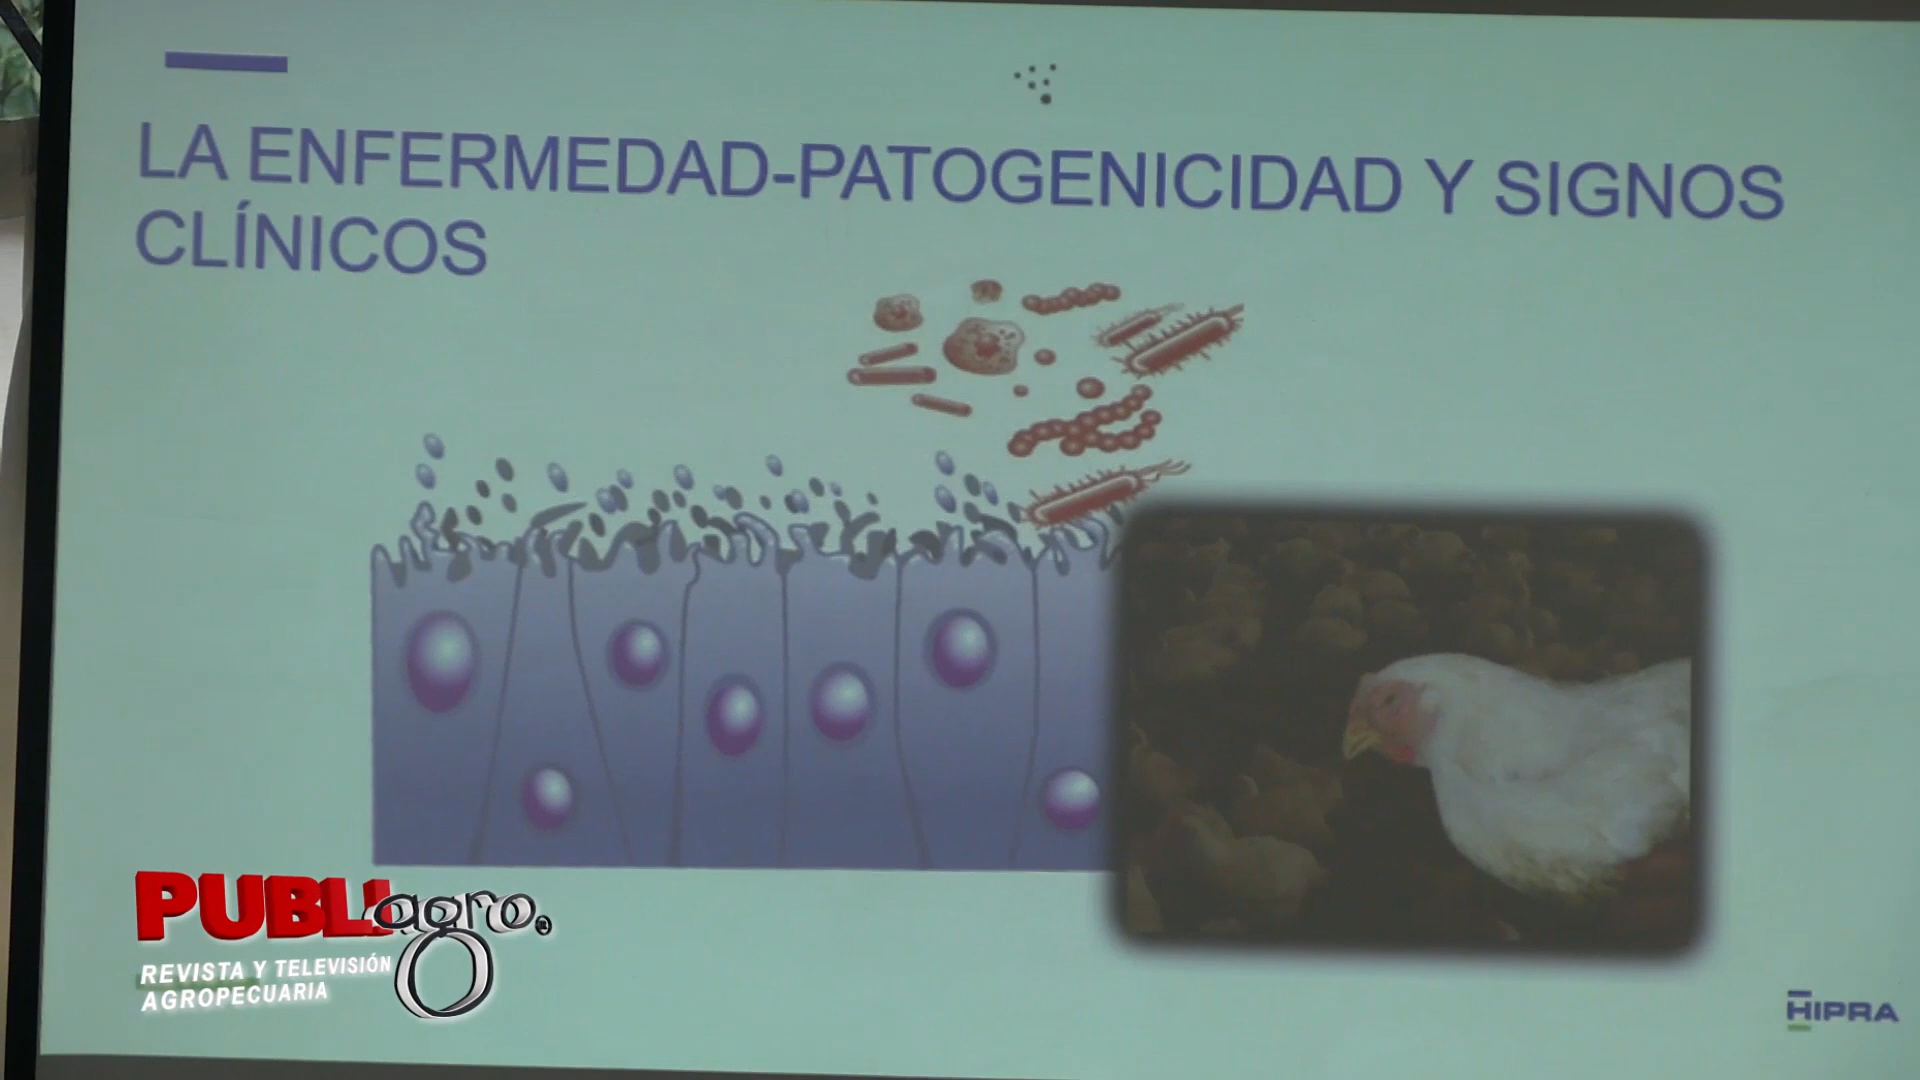 LA ENFERMEDAD-PATOGENICIDAD Y SIGNOS
CLÍNICOS
PUBLIagro.
REVISTA Y TELEVISIÓN
AGROPECUARIA
HIPRA